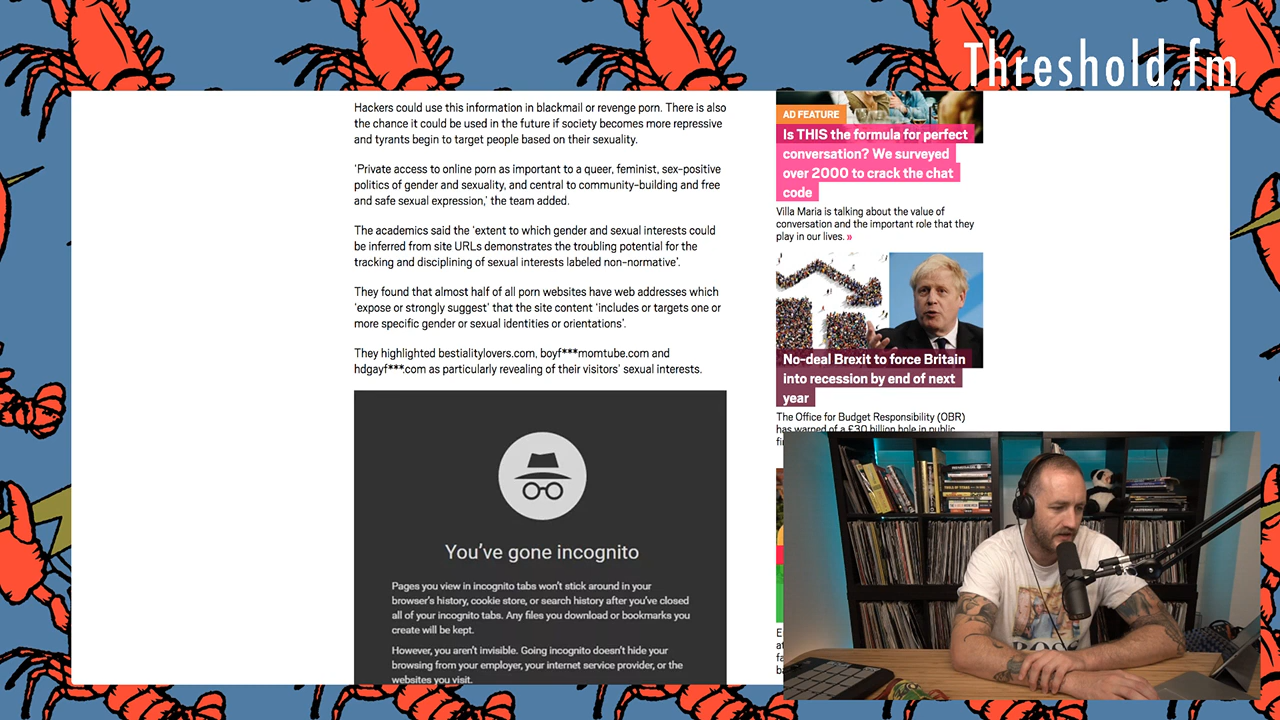 Threshold.fm
Hackers could use this information in blackmail or revenge porn. There is also
the chance it could be used in the future if society becomes more repressive
and tyrants begin to target people based on their sexuality.
‘Private access to online porn as important to a queer, feminist, sex-positive
politics of gender and sexuality, and central to community-building and free
and safe sexual expression,’ the team added.
The academics said the ‘extent to which gender and sexual interests could
be inferred from site URLs demonstrates the troubling potential for the
tracking and disciplining of sexual interests labeled non-normative’.
They found that almost half of all porn websites have web addresses which
‘expose or strongly suggest’ that the site content ‘includes or targets one or
more specific gender or sexual identities or orientations’.
They highlighted bestialitylovers.com, boyf***momtube.com and
hdgayf***.com as particularly revealing of their visitors’ sexual interests.
You’ve gone incognito
Pages you view in incognito tabs won’t stick around in your
browser’s history, cookie store, or search history after you’ve closed
all of your incognito tabs. Any files you download or bookmarks you
create will be kept.
However, you aren’t invisible. Going incognito doesn’t hide your
browsing from your employer, your internet service provider, or the
websites you visit.
AD FEATURE
Is THIS the formula for perfect
conversation? We surveyed
over 2000 to crack the chat
code
Villa Maria is talking about the value of
conversation and the important role that they
play in our lives. »
No-deal Brexit to force Britain
into recession by end of next
year
The Office for Budget Responsibility (OBR)
has warned of a £30 billion hole in public
BOSS